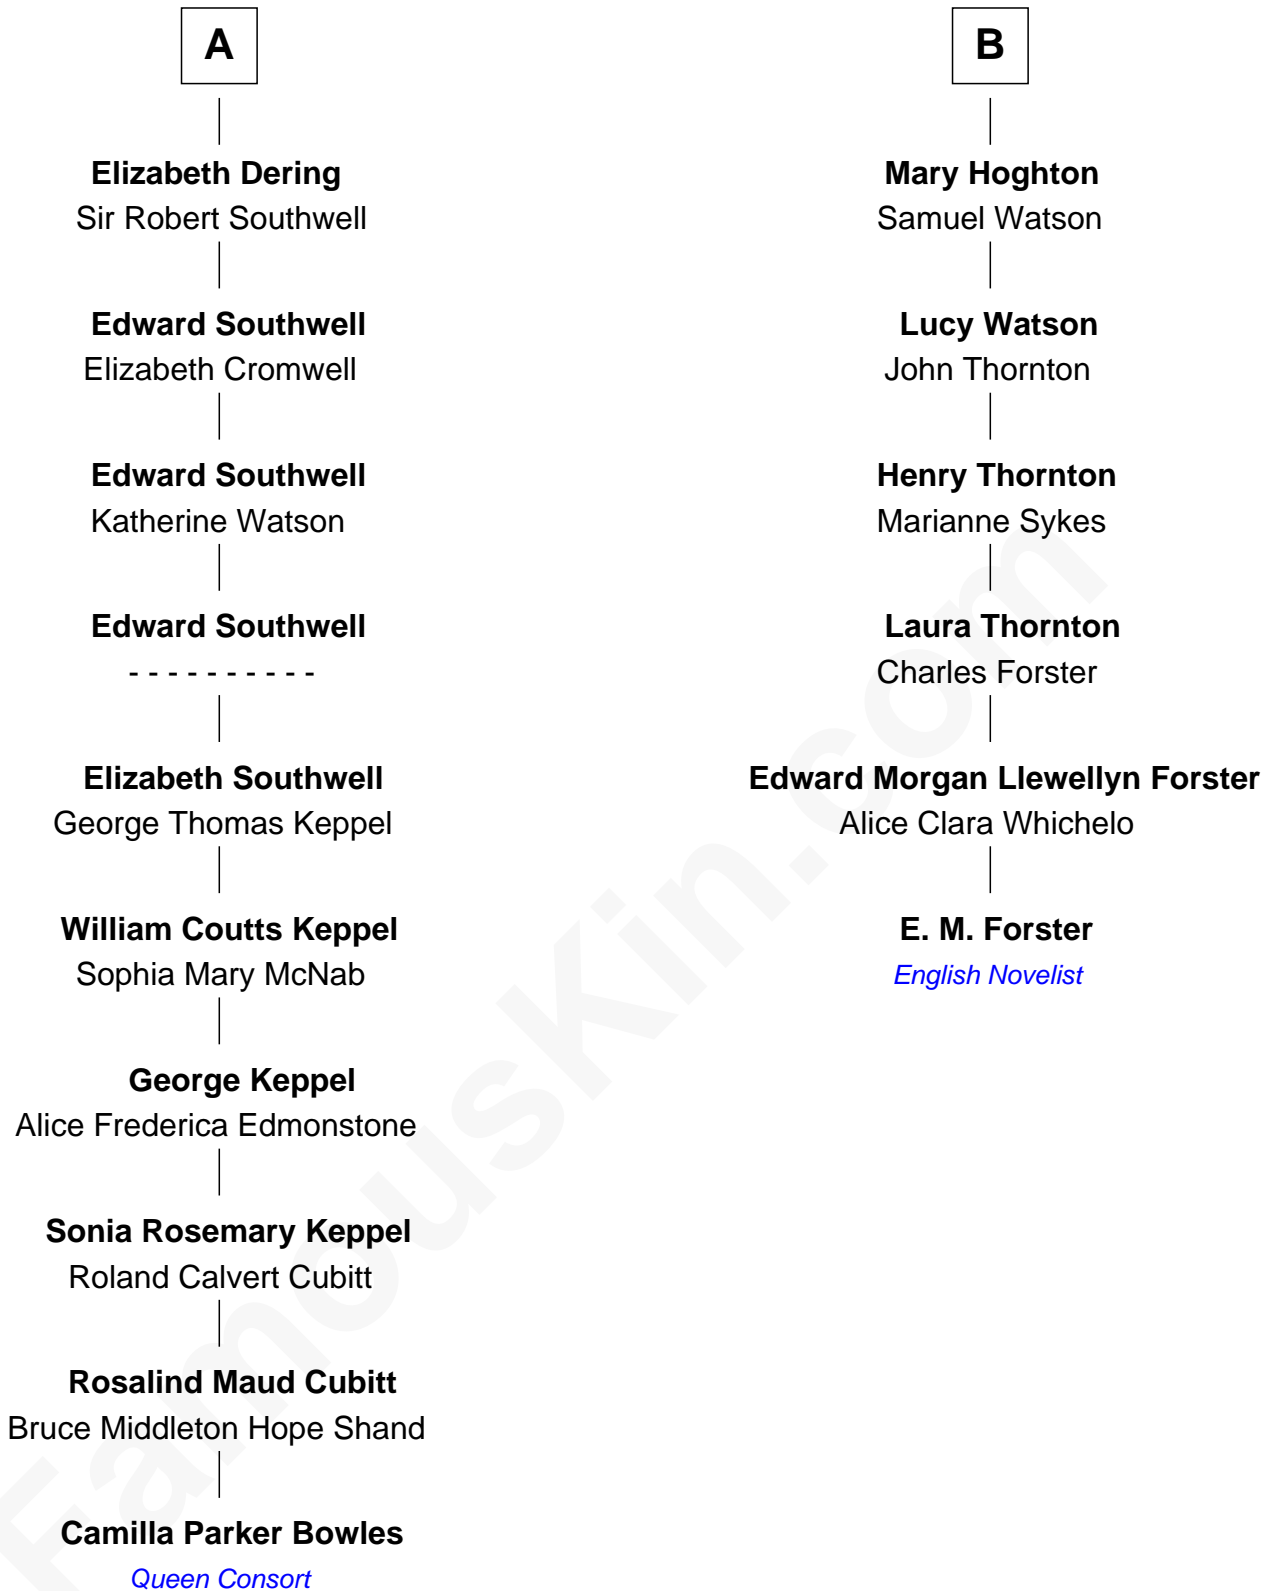 A
Elizabeth Dering
Sir Robert Southwell
Edward Southwell
Elizabeth Cromwell
Edward Southwell
Katherine Watson
Edward Southwell
- - - - - - - - - -
Elizabeth Southwell
George Thomas Keppel
William Coutts Keppel
Sophia Mary McNab
George Keppel
Alice Frederica Edmonstone
Sonia Rosemary Keppel
Roland Calvert Cubitt
Rosalind Maud Cubitt
Bruce Middleton Hope Shand
Camilla Parker Bowles
Queen Consort
B
Mary Hoghton
Samuel Watson
Lucy Watson
John Thornton
Henry Thornton
Marianne Sykes
Laura Thornton
Charles Forster
Edward Morgan Llewellyn Forster
Alice Clara Whichelo
E. M. Forster
English Novelist
FamousKin.com